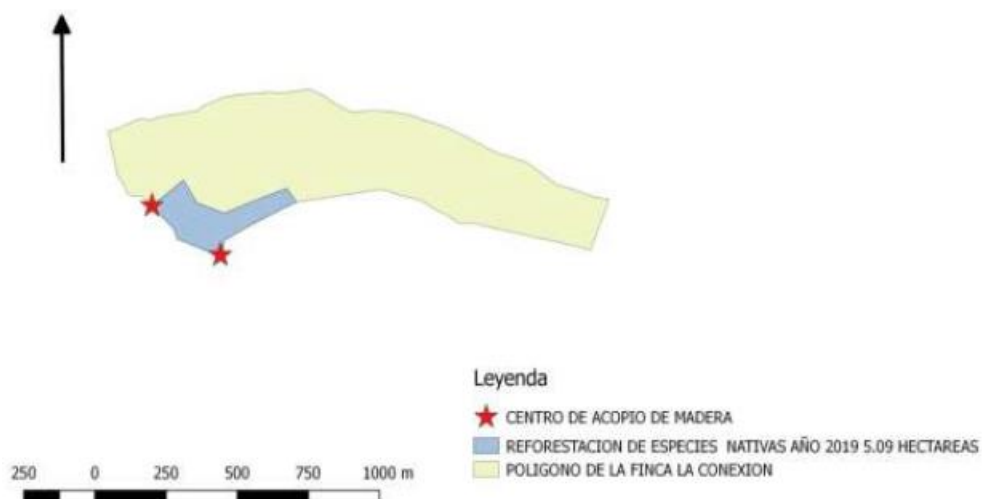 Leyenda
CENTRO DE ACOPIO DE MADERA
REFORESTACION DE ESPECIES NATIVAS AÑO 2019 5.09 HECTAREAS
POLIGONO DE LA FINCA LA CONEXION
250 0 250 500 750 1000 m